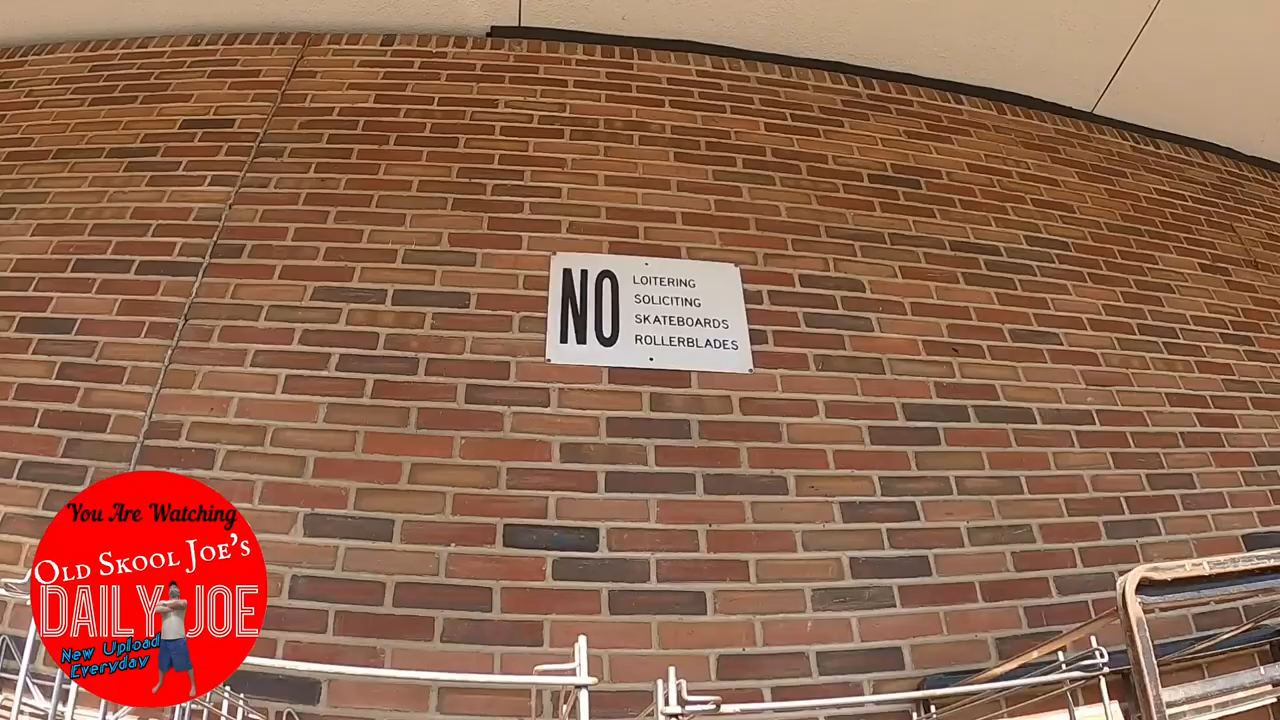 NO
LOITERING
SOLICITING
SKATEBOARDS
ROLLERBLADES
You Are Watching
OLD SKOOL JOE'S
DAILY JOE
New Upload
Everyday